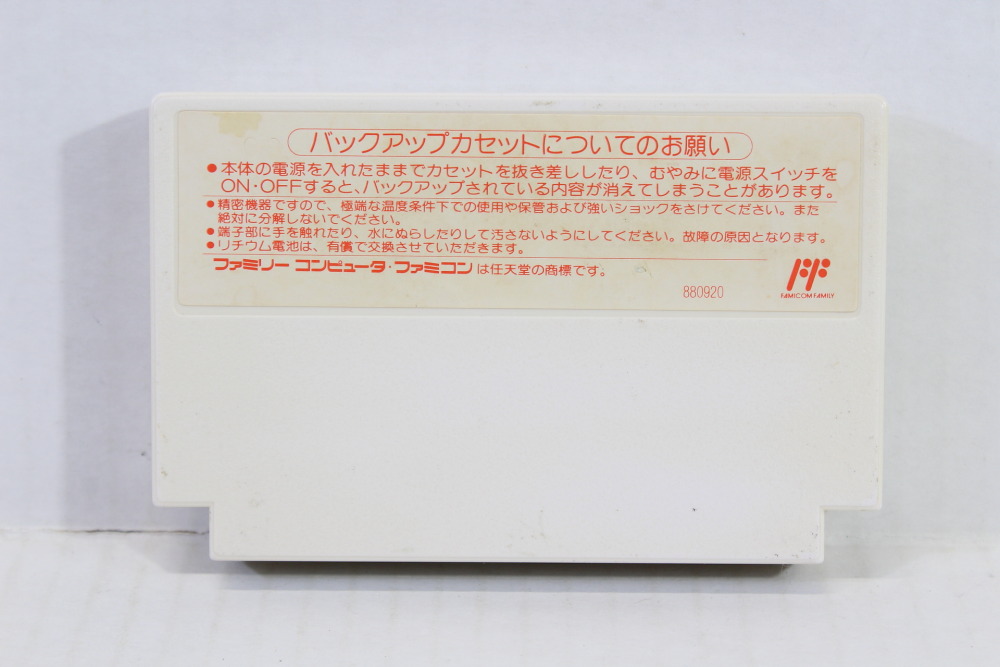 バックアップカセットについてのお願い
●本体の電源を入れたままでカセットを抜き差ししたり、むやみに電源スイッチを
ON・OFFすると、バックアップされている内容が消えてしまうことがあります。
●精密機器ですので、極端な温度条件下での使用や保管および強いショックをさけてください。また
絶対に分解しないでください。
●端子部に手を触れたり、水にぬらしたりして汚さないようにしてください。故障の原因となります。
●リチウム電池は、有償で交換させていただきます。
ファミリー コンピュータ・ファミコンは任天堂の商標です。
880920
FAMICOM FAMILY